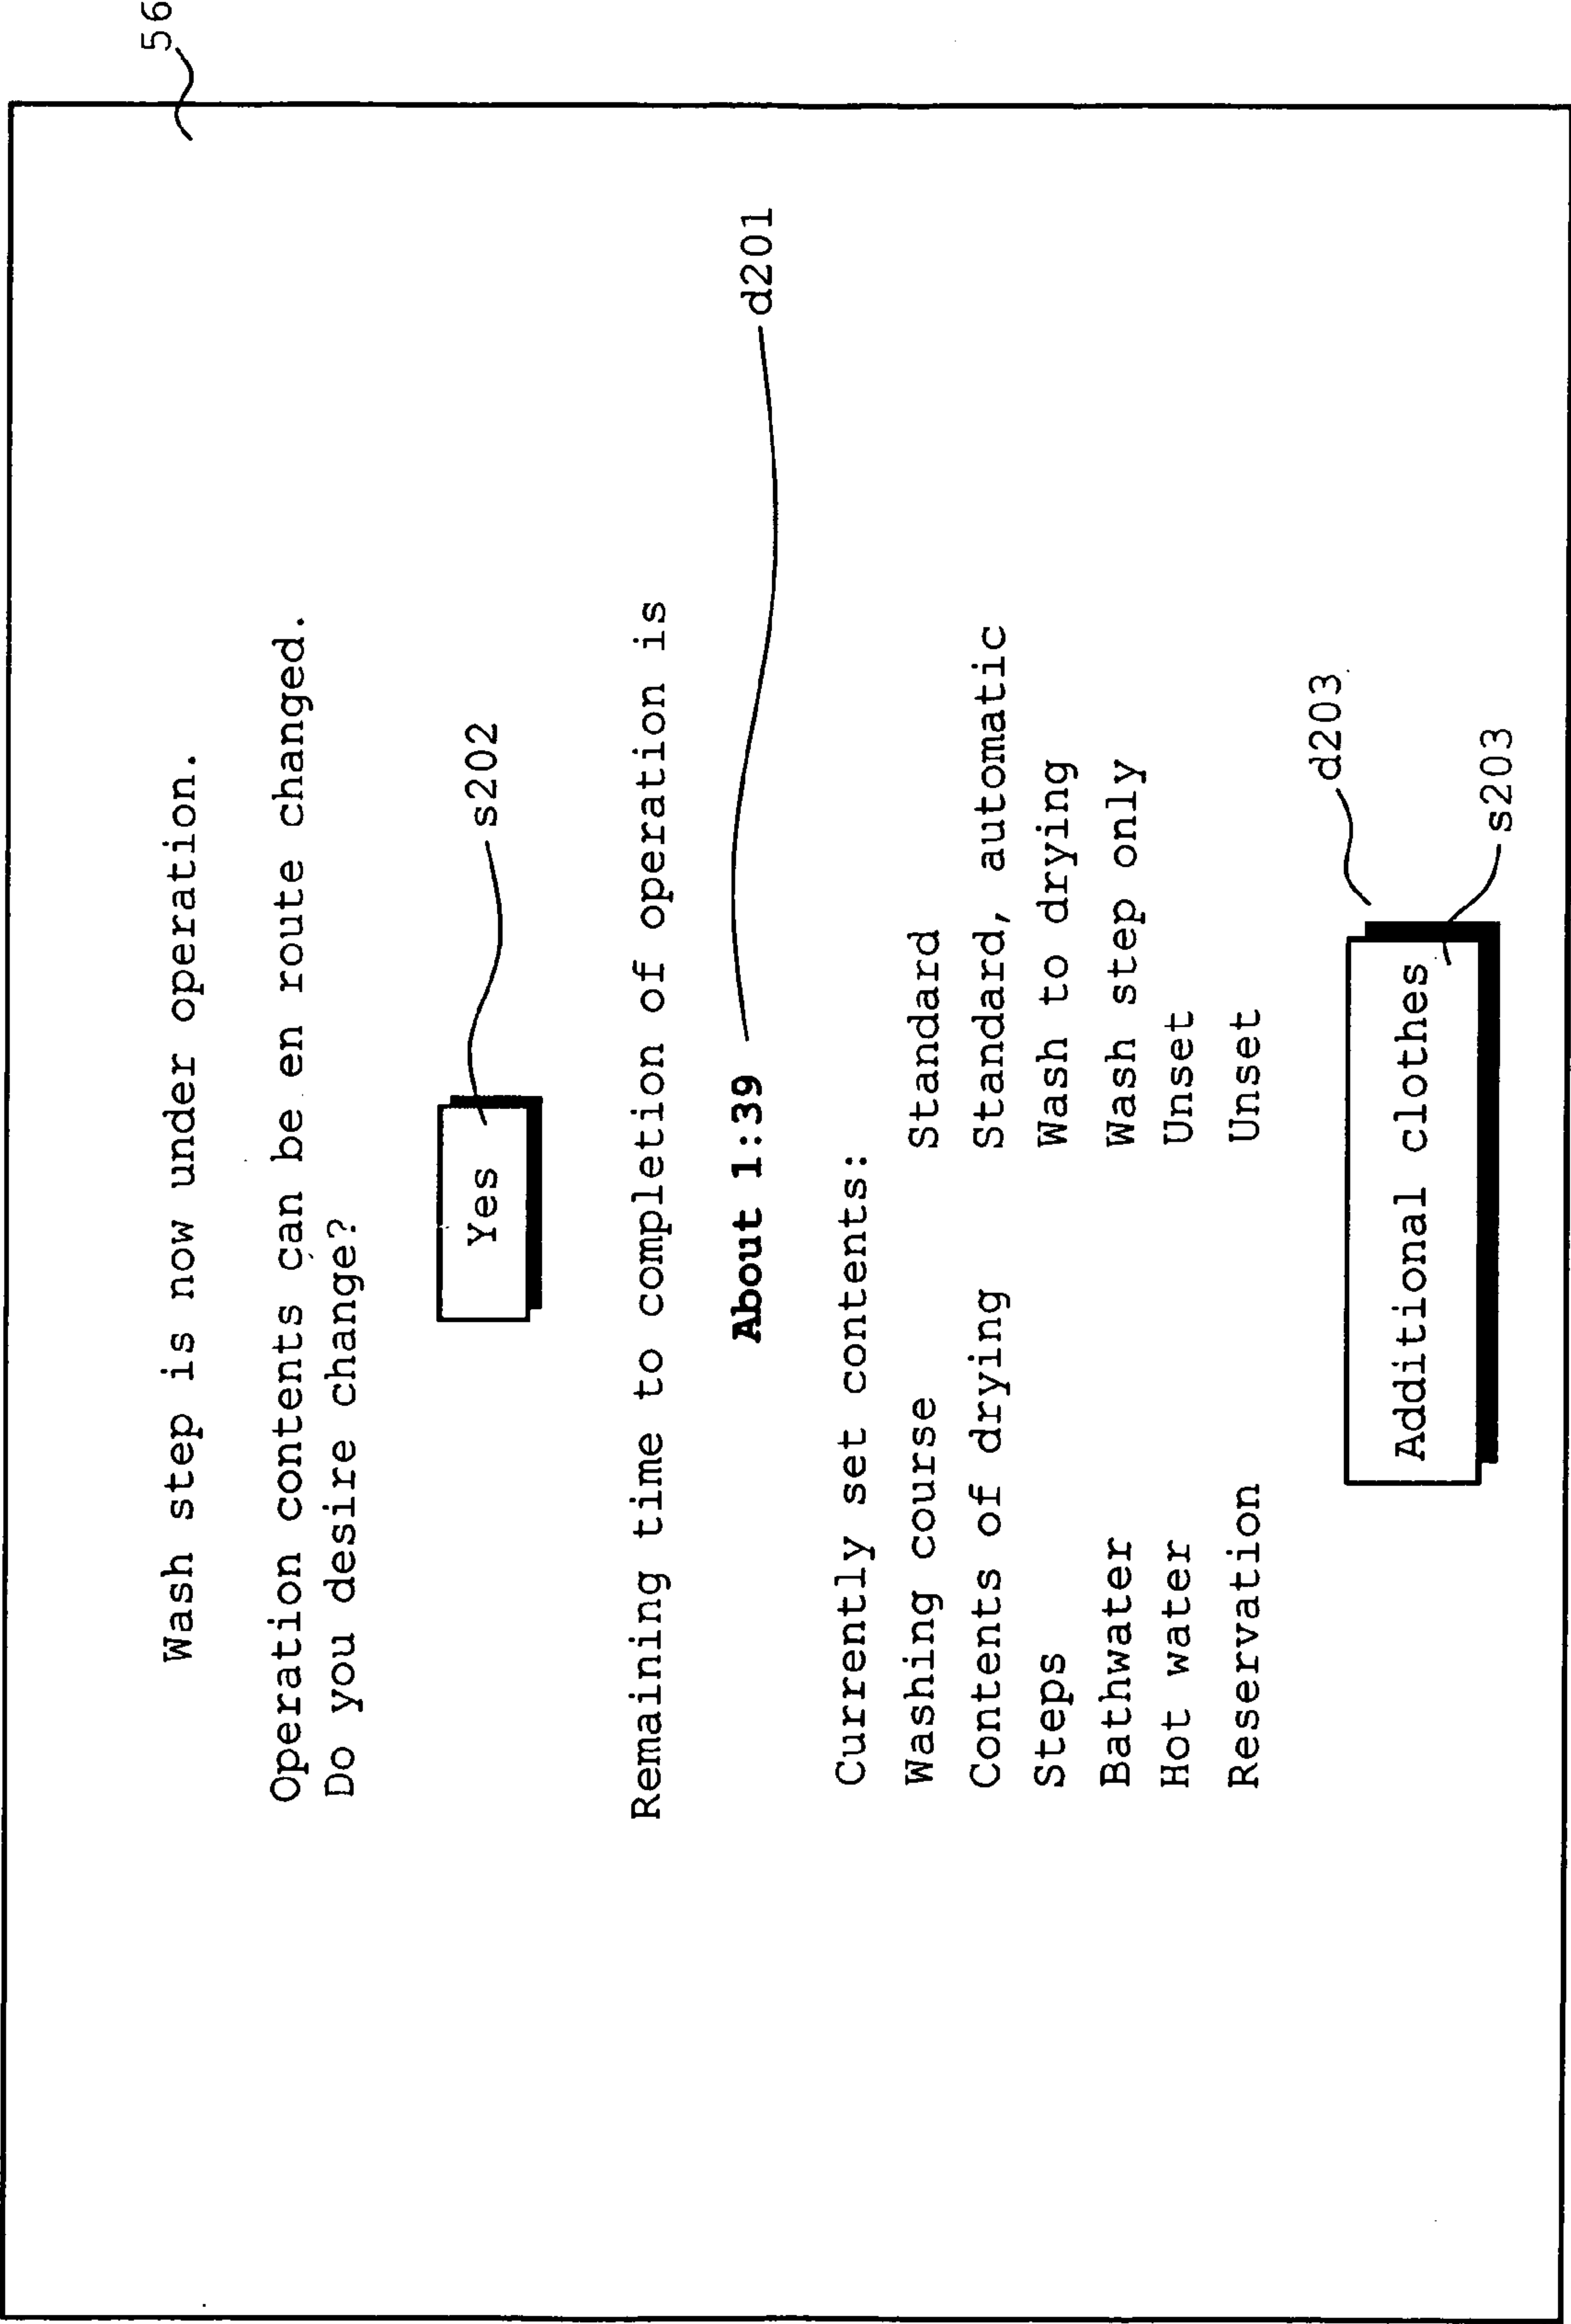 56
Wash step is now under operation.
Operation contents can be en route changed.
Do you desire change?
Yes
s202
Remaining time to completion of operation is
About 1:39
d201
Currently set contents:
Washing course Standard
Contents of drying Standard, automatic
Steps Wash to drying
Bathwater Wash step only
Hot water Unset
Reservation Unset
d203
Additional clothes
s203